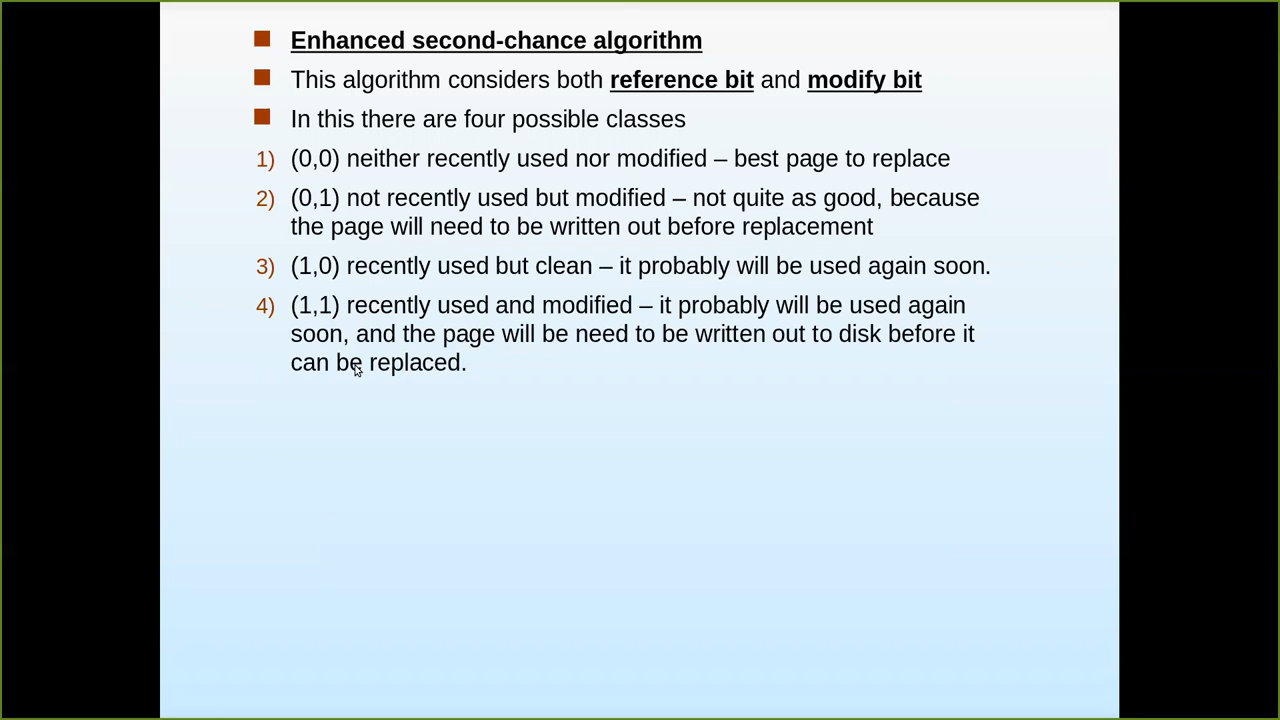 Enhanced second-chance algorithm
This algorithm considers both reference bit and modify bit
In this there are four possible classes
1) (0,0) neither recently used nor modified – best page to replace
2) (0,1) not recently used but modified – not quite as good, because
the page will need to be written out before replacement
3) (1,0) recently used but clean – it probably will be used again soon.
4) (1,1) recently used and modified – it probably will be used again
soon, and the page will be need to be written out to disk before it
can be replaced.